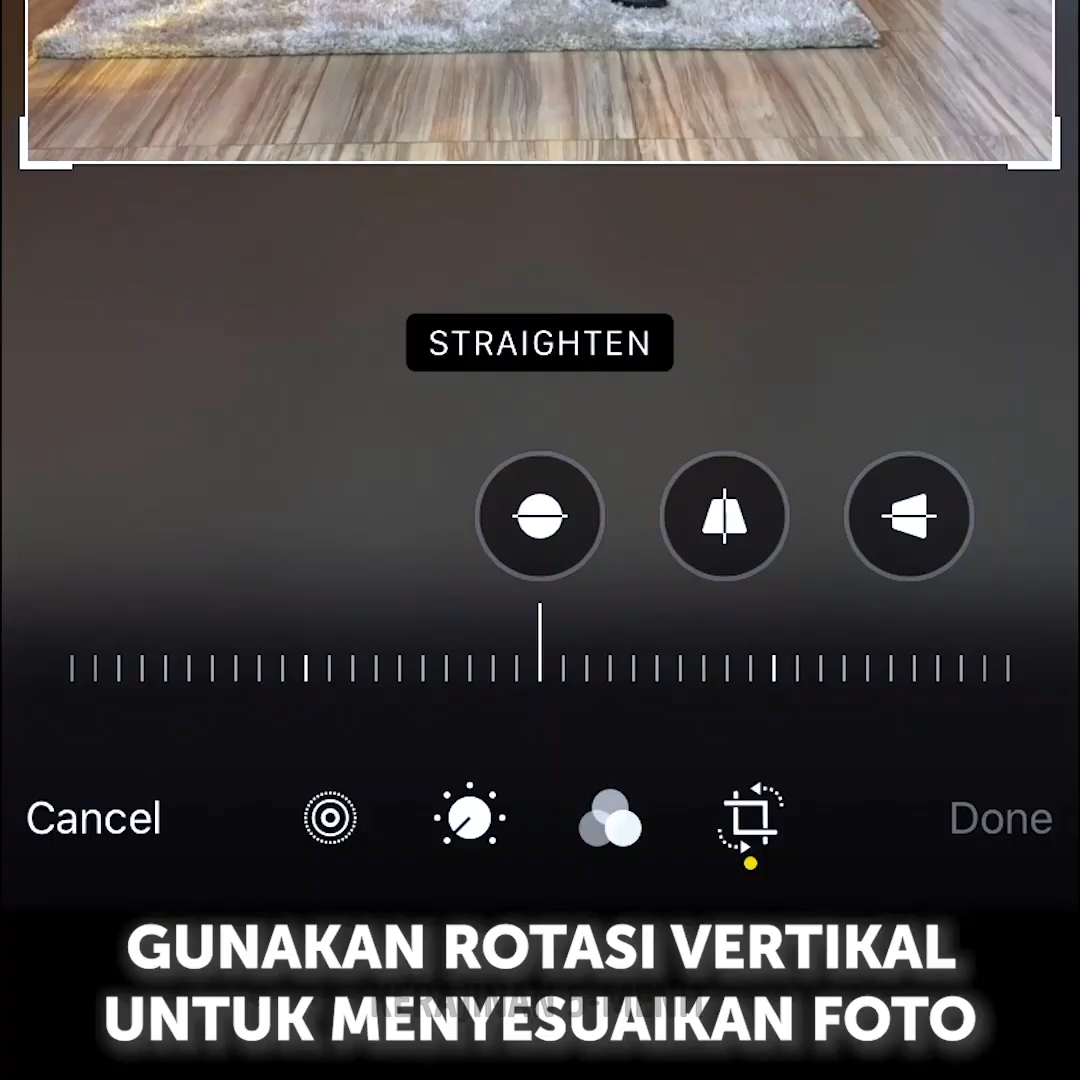 STRAIGHTEN
Cancel
Done
GUNAKAN ROTASI VERTIKAL
UNTUK MENYESUAIKAN FOTO